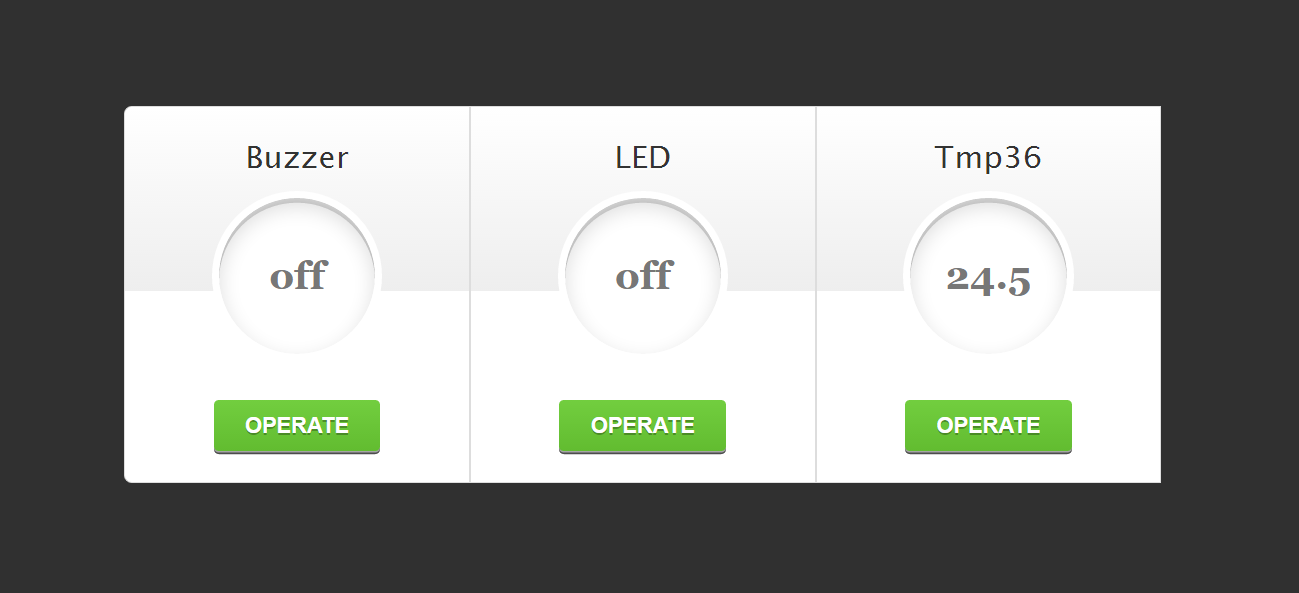 Buzzer
LED
Tmp36
off
off
24.5
OPERATE
OPERATE
OPERATE